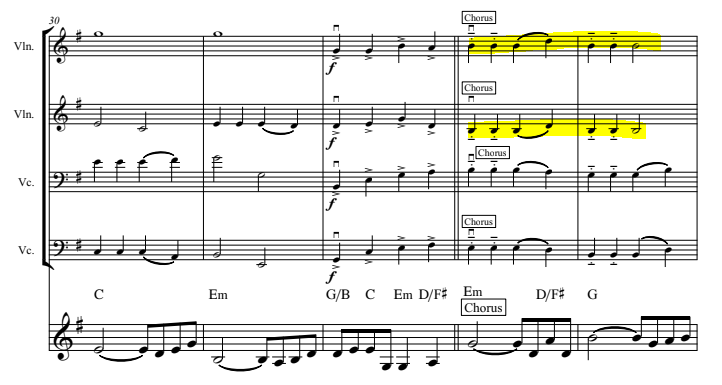 30
Vln.
Chorus
f
Vln.
Chorus
f
Vc.
Chorus
f
Vc.
Chorus
f
C Em G/B C Em D/F♯ Em D/F♯ G
Chorus